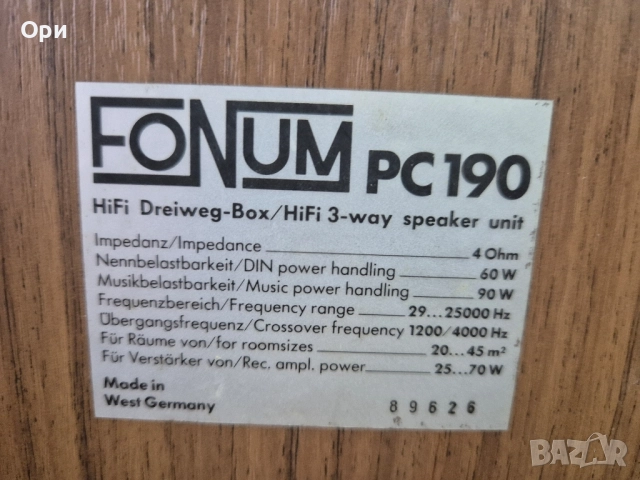 Ори
FONUM PC 190
HiFi Dreiweg-Box/HiFi 3-way speaker unit
Impedanz/Impedance 4 Ohm
Nennbelastbarkeit/DIN power handling 60 W
Musikbelastbarkeit/Music power handling 90 W
Frequenzbereich/Frequency range 29...25000 Hz
Übergangsfrequenz/Crossover frequency 1200/4000 Hz
Für Räume von/for roomsizes 20...45 m²
Für Verstärker von/Rec. ampl. power 25...70 W
Made in
West Germany 89626
BAZAR